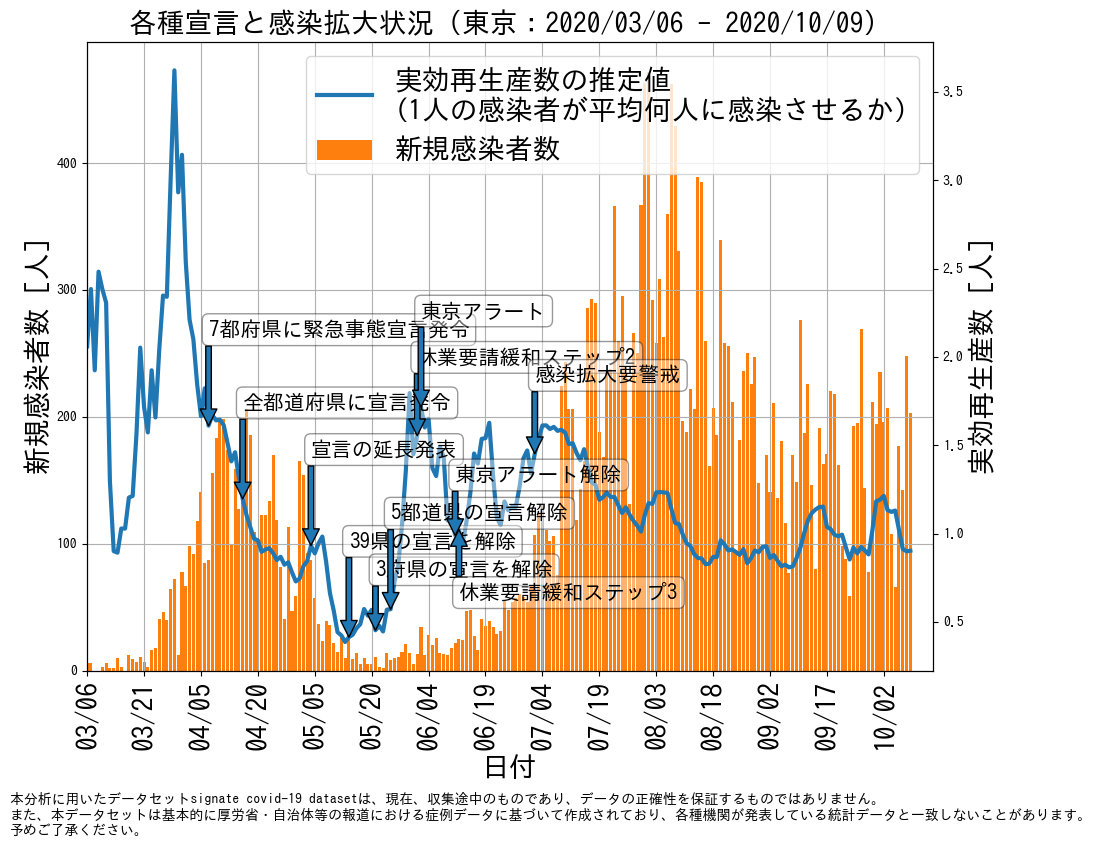 各種宣言と感染拡大状況 (東京：2020/03/06 - 2020/10/09)
実効再生産数の推定値
(1人の感染者が平均何人に感染させるか)
新規感染者数
新規感染者数 [人]
400
300
200
100
0
実効再生産数 [人]
3.5
3.0
2.5
2.0
1.5
1.0
0.5
東京アラート
7都府県に緊急事態宣言発令
休業要請緩和ステップ2
感染拡大要警戒
全都道府県に宣言発令
宣言の延長発表
東京アラート解除
5都道県の宣言解除
39県の宣言を解除
3府県の宣言を解除
休業要請緩和ステップ3
03/06
03/21
04/05
04/20
05/05
05/20
06/04
06/19
07/04
07/19
08/03
08/18
09/02
09/17
10/02
日付
本分析に用いたデータセットsignate covid-19 datasetは、現在、収集途中のものであり、データの正確性を保証するものではありません。
また、本データセットは基本的に厚労省・自治体等の報道における症例データに基づいて作成されており、各種機関が発表している統計データと一致しないことがあります。
予めご了承ください。